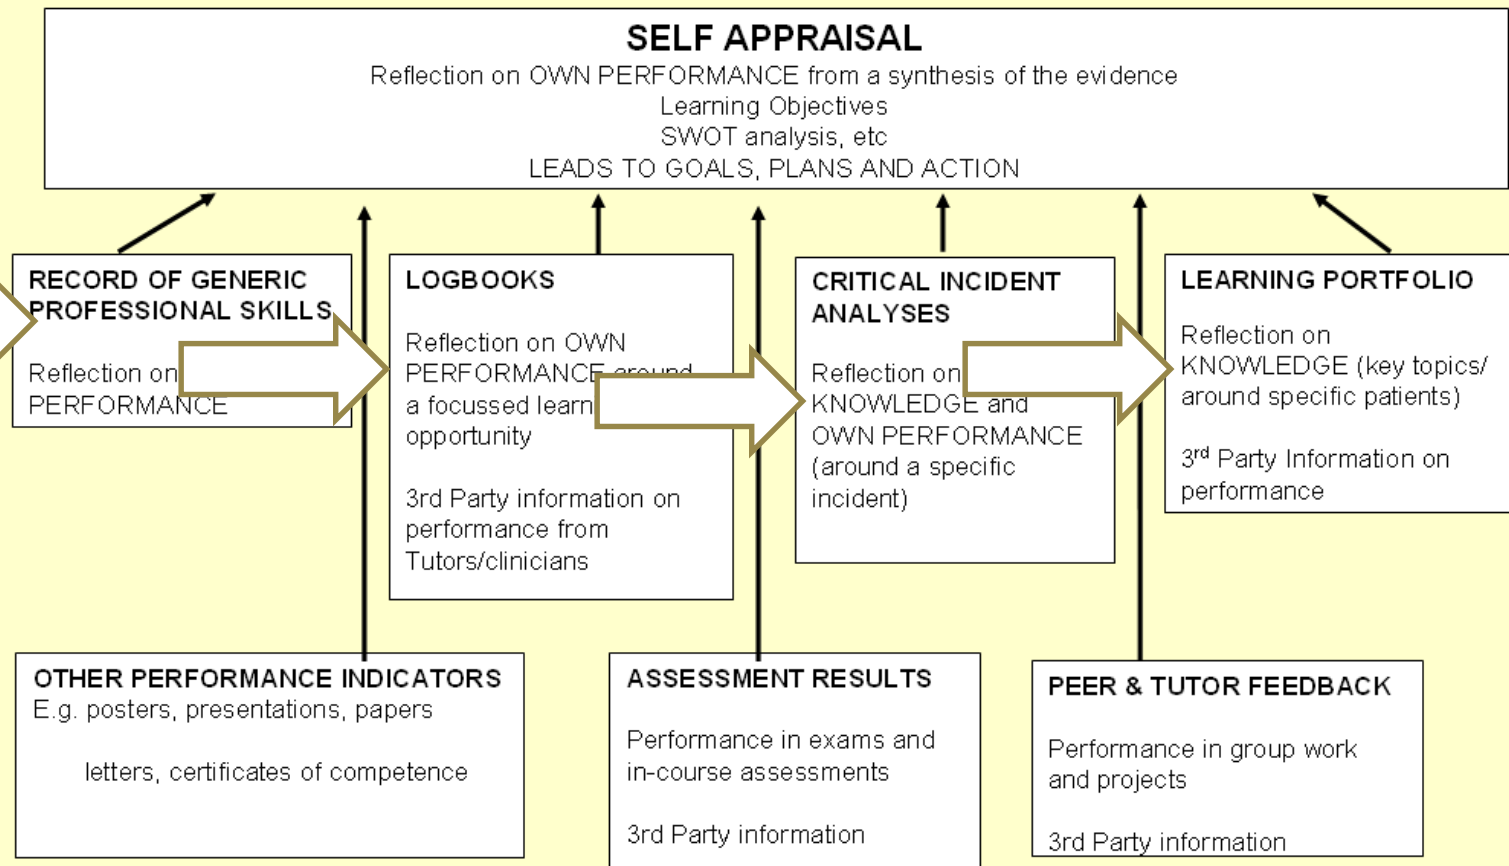 SELF APPRAISAL
Reflection on OWN PERFORMANCE from a synthesis of the evidence
Learning Objectives
SWOT analysis, etc
LEADS TO GOALS, PLANS AND ACTION
RECORD OF GENERIC
PROFESSIONAL SKILLS
Reflection on
PERFORMANCE
LOGBOOKS
Reflection on OWN
PERFORMANCE around
a focussed learn
opportunity
3rd Party information on
performance from
Tutors/clinicians
CRITICAL INCIDENT
ANALYSES
Reflection on
KNOWLEDGE and
OWN PERFORMANCE
(around a specific
incident)
LEARNING PORTFOLIO
Reflection on
KNOWLEDGE (key topics/
around specific patients)
3rd Party Information on
performance
OTHER PERFORMANCE INDICATORS
E.g. posters, presentations, papers
letters, certificates of competence
ASSESSMENT RESULTS
Performance in exams and
in-course assessments
3rd Party information
PEER & TUTOR FEEDBACK
Performance in group work
and projects
3rd Party information